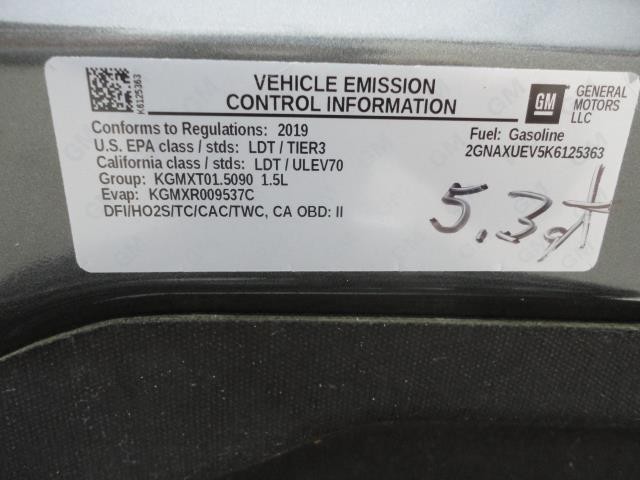 K6125363
VEHICLE EMISSION
CONTROL INFORMATION
GM
GENERAL
MOTORS
LLC
Conforms to Regulations: 2019
U.S. EPA class / stds: LDT / TIER3
California class / stds: LDT / ULEV70
Group: KGMXT01.5090 1.5L
Evap: KGMXR009537C
DFI/HO2S/TC/CAC/TWC, CA OBD: II
Fuel: Gasoline
2GNAXUEV5K6125363
5.3qt